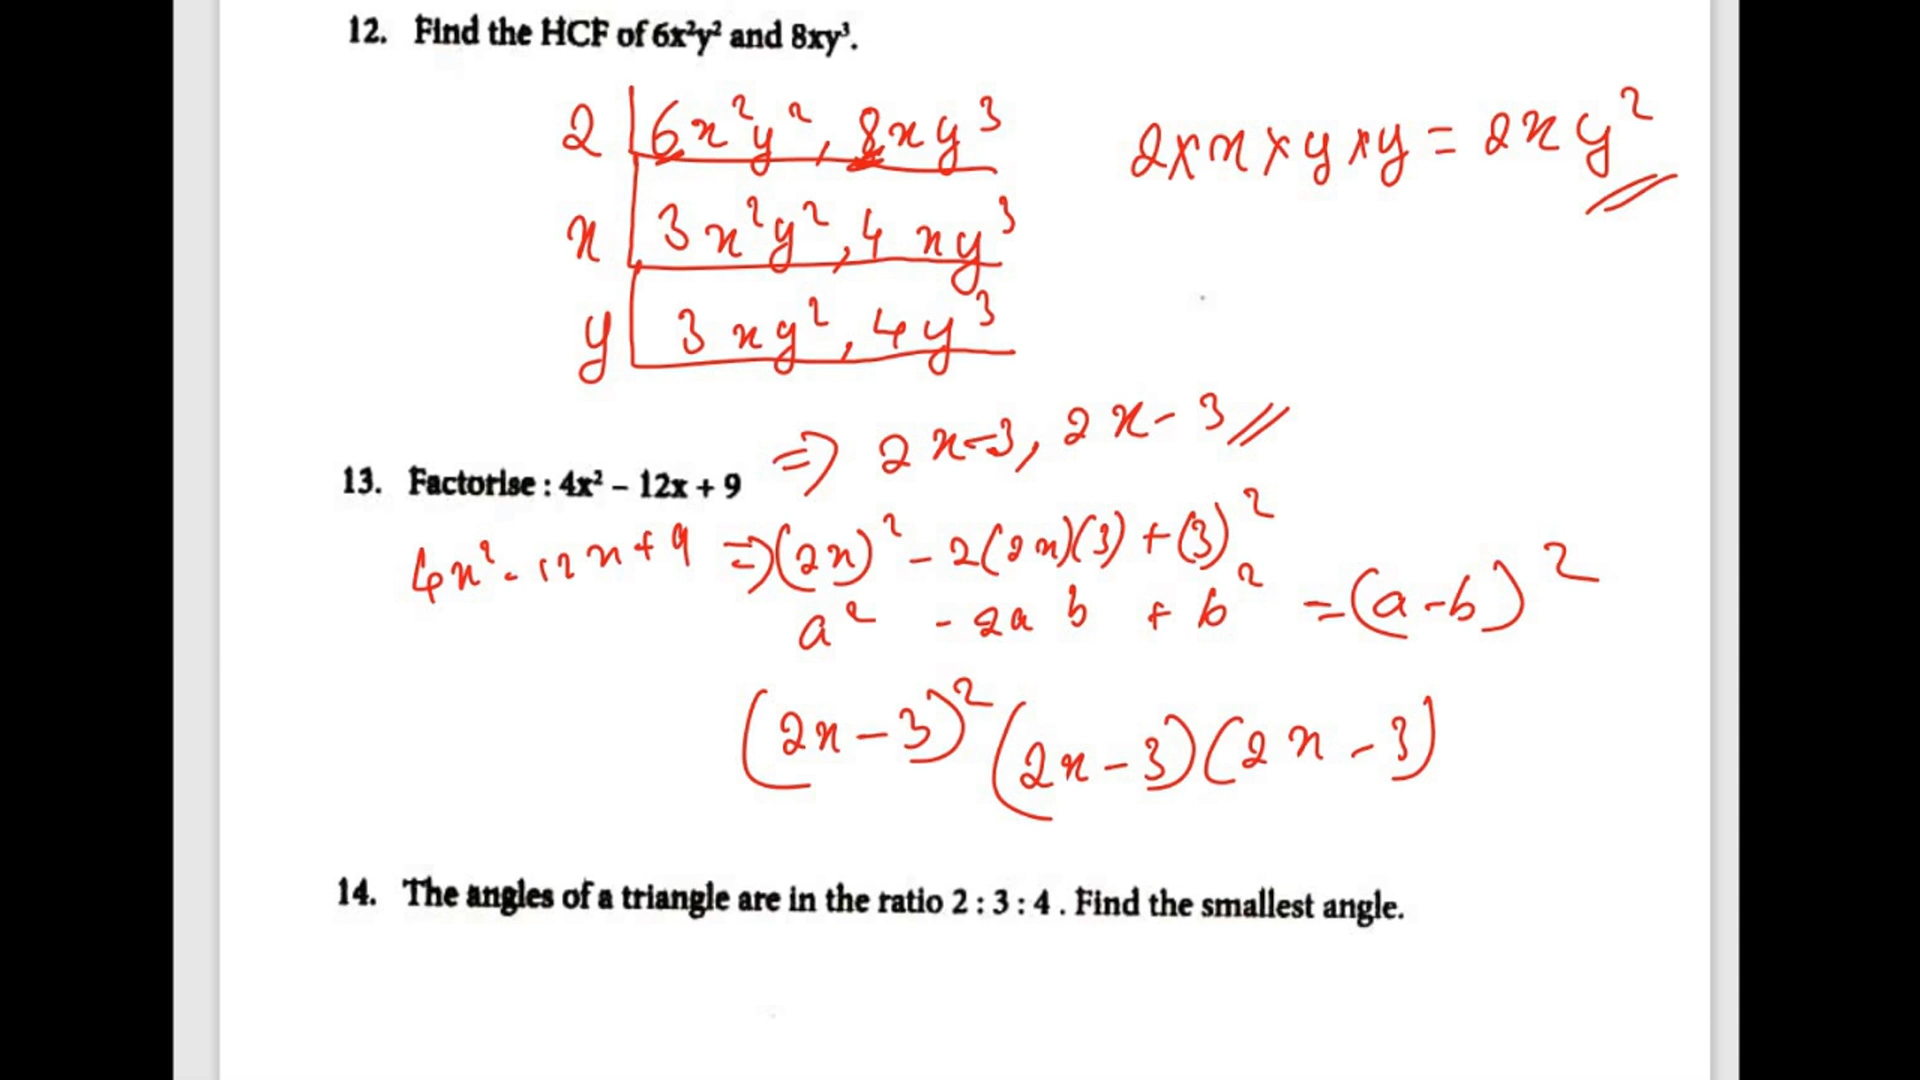 12. Find the HCF of 6x²y² and 8xy³.
2 | 6x²y², 8xy³
2 × x × y × y = 2xy²
x | 3x²y², 4xy³
y | 3xy², 4y³
⇒ 2x-3, 2x-3 //
13. Factorise : 4x² – 12x + 9
4x² - 12x + 9 ⇒ (2x)² - 2(2x)(3) + (3)²
a² - 2ab + b² = (a-b)²
(2x-3)² (2x-3)(2x-3)
14. The angles of a triangle are in the ratio 2 : 3 : 4 . Find the smallest angle.